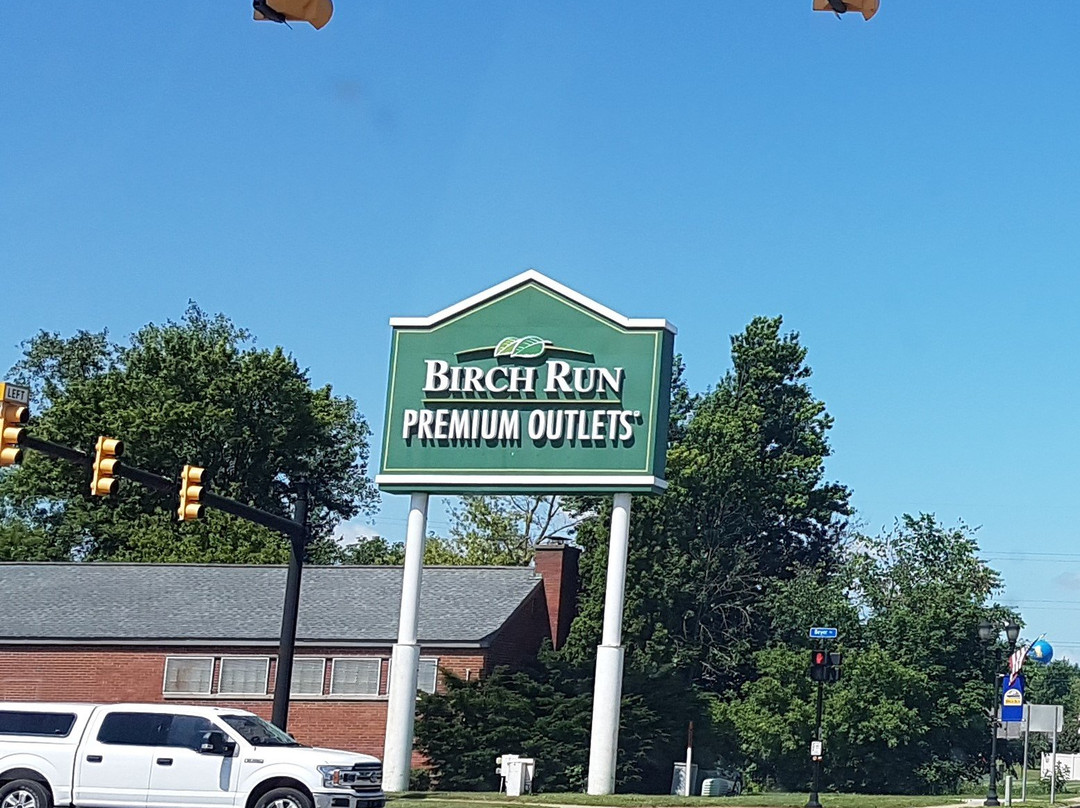 BIRCH RUN
PREMIUM OUTLETS®
LEFT
Beyer